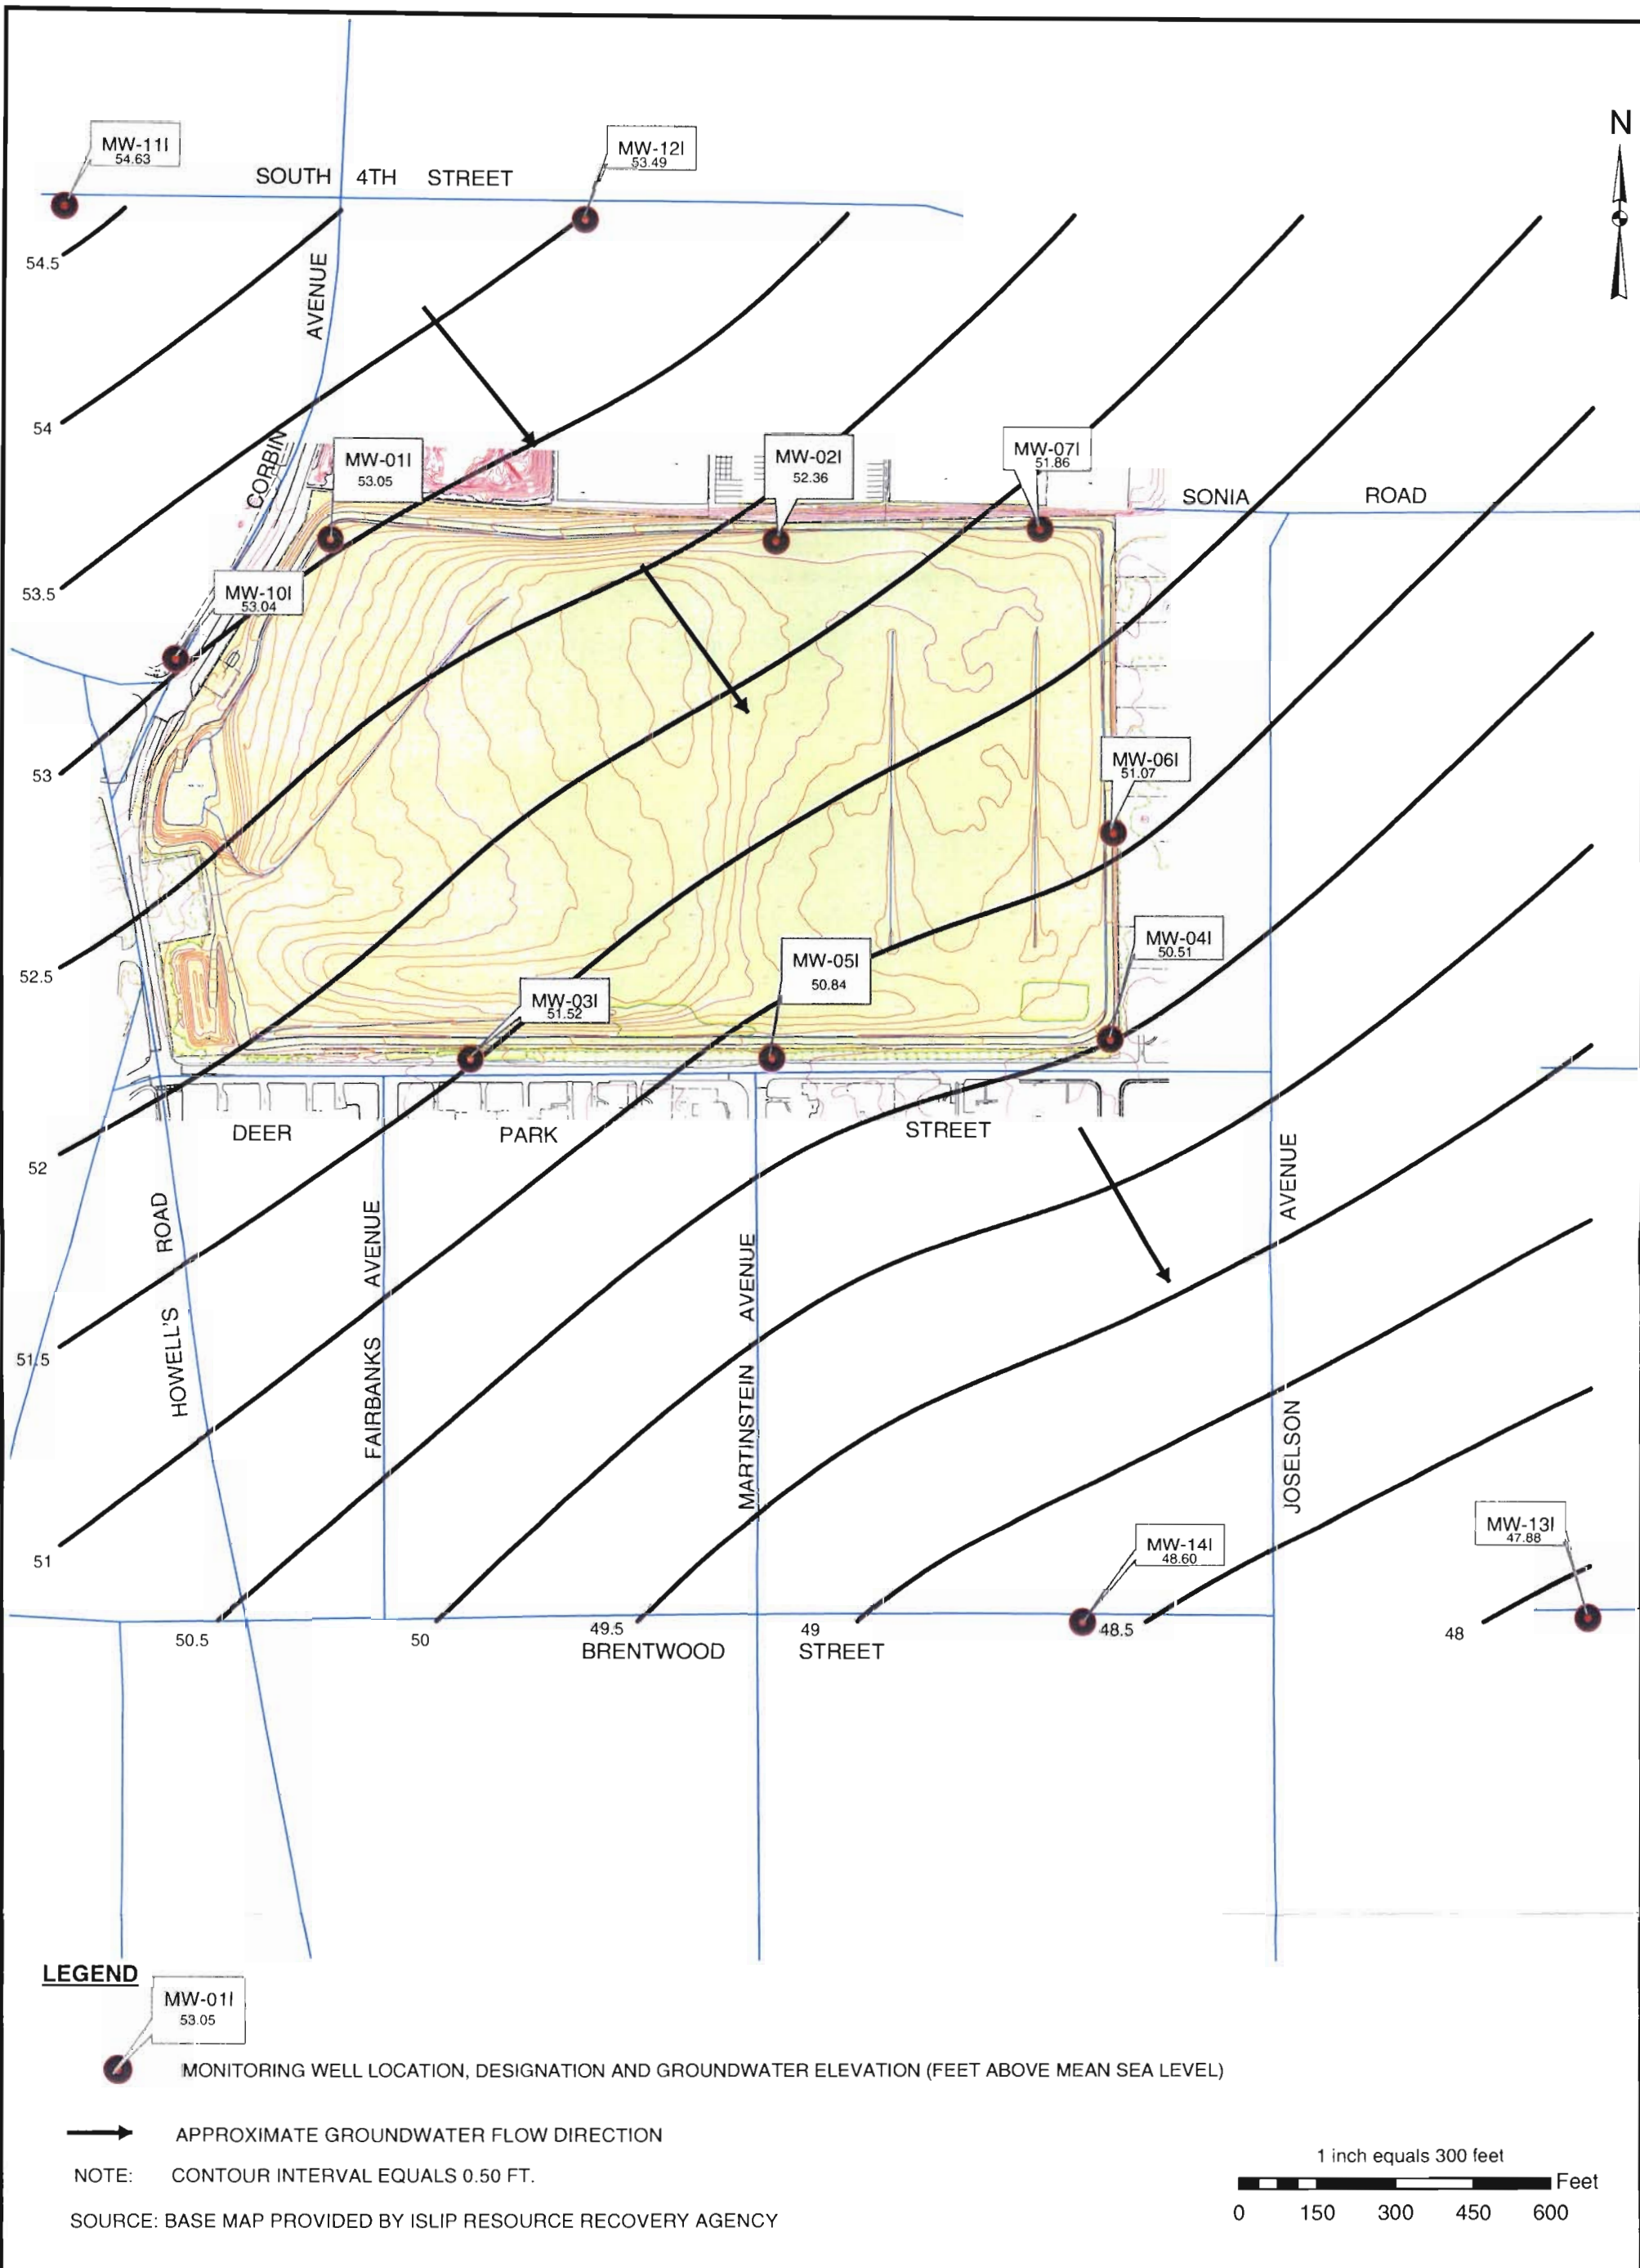 N
MW-11I
54.63
MW-12I
53.49
SOUTH 4TH STREET
54.5
AVENUE
54
CORBIN
MW-01I
53.05
MW-02I
52.36
MW-07I
51.86
SONIA ROAD
53.5
MW-10I
53.04
53
MW-06I
51.07
52.5
MW-04I
50.51
MW-05I
50.84
MW-03I
51.52
DEER PARK STREET
52
HOWELL'S ROAD
FAIRBANKS AVENUE
MARTINSTEIN AVENUE
JOSELSON AVENUE
51.5
51
MW-13I
47.88
MW-14I
48.60
50.5
50
49.5
49
48.5
48
BRENTWOOD STREET
LEGEND
MW-01I
53.05
MONITORING WELL LOCATION, DESIGNATION AND GROUNDWATER ELEVATION (FEET ABOVE MEAN SEA LEVEL)
APPROXIMATE GROUNDWATER FLOW DIRECTION
NOTE: CONTOUR INTERVAL EQUALS 0.50 FT.
SOURCE: BASE MAP PROVIDED BY ISLIP RESOURCE RECOVERY AGENCY
1 inch equals 300 feet
Feet
0 150 300 450 600